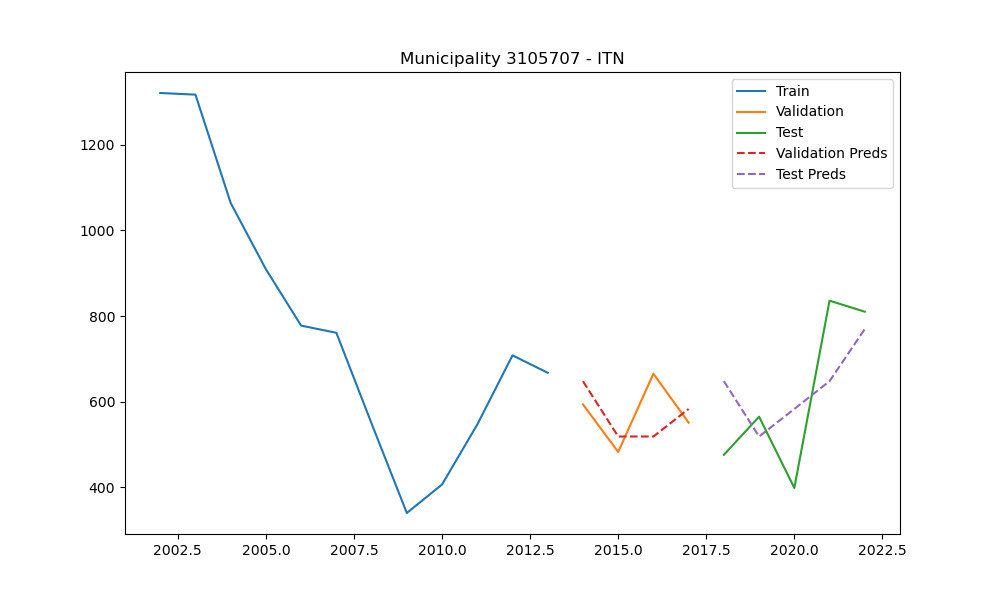 Municipality 3105707 - ITN
Train
Validation
Test
Validation Preds
Test Preds
1200
1000
800
600
400
2002.5 2005.0 2007.5 2010.0 2012.5 2015.0 2017.5 2020.0 2022.5